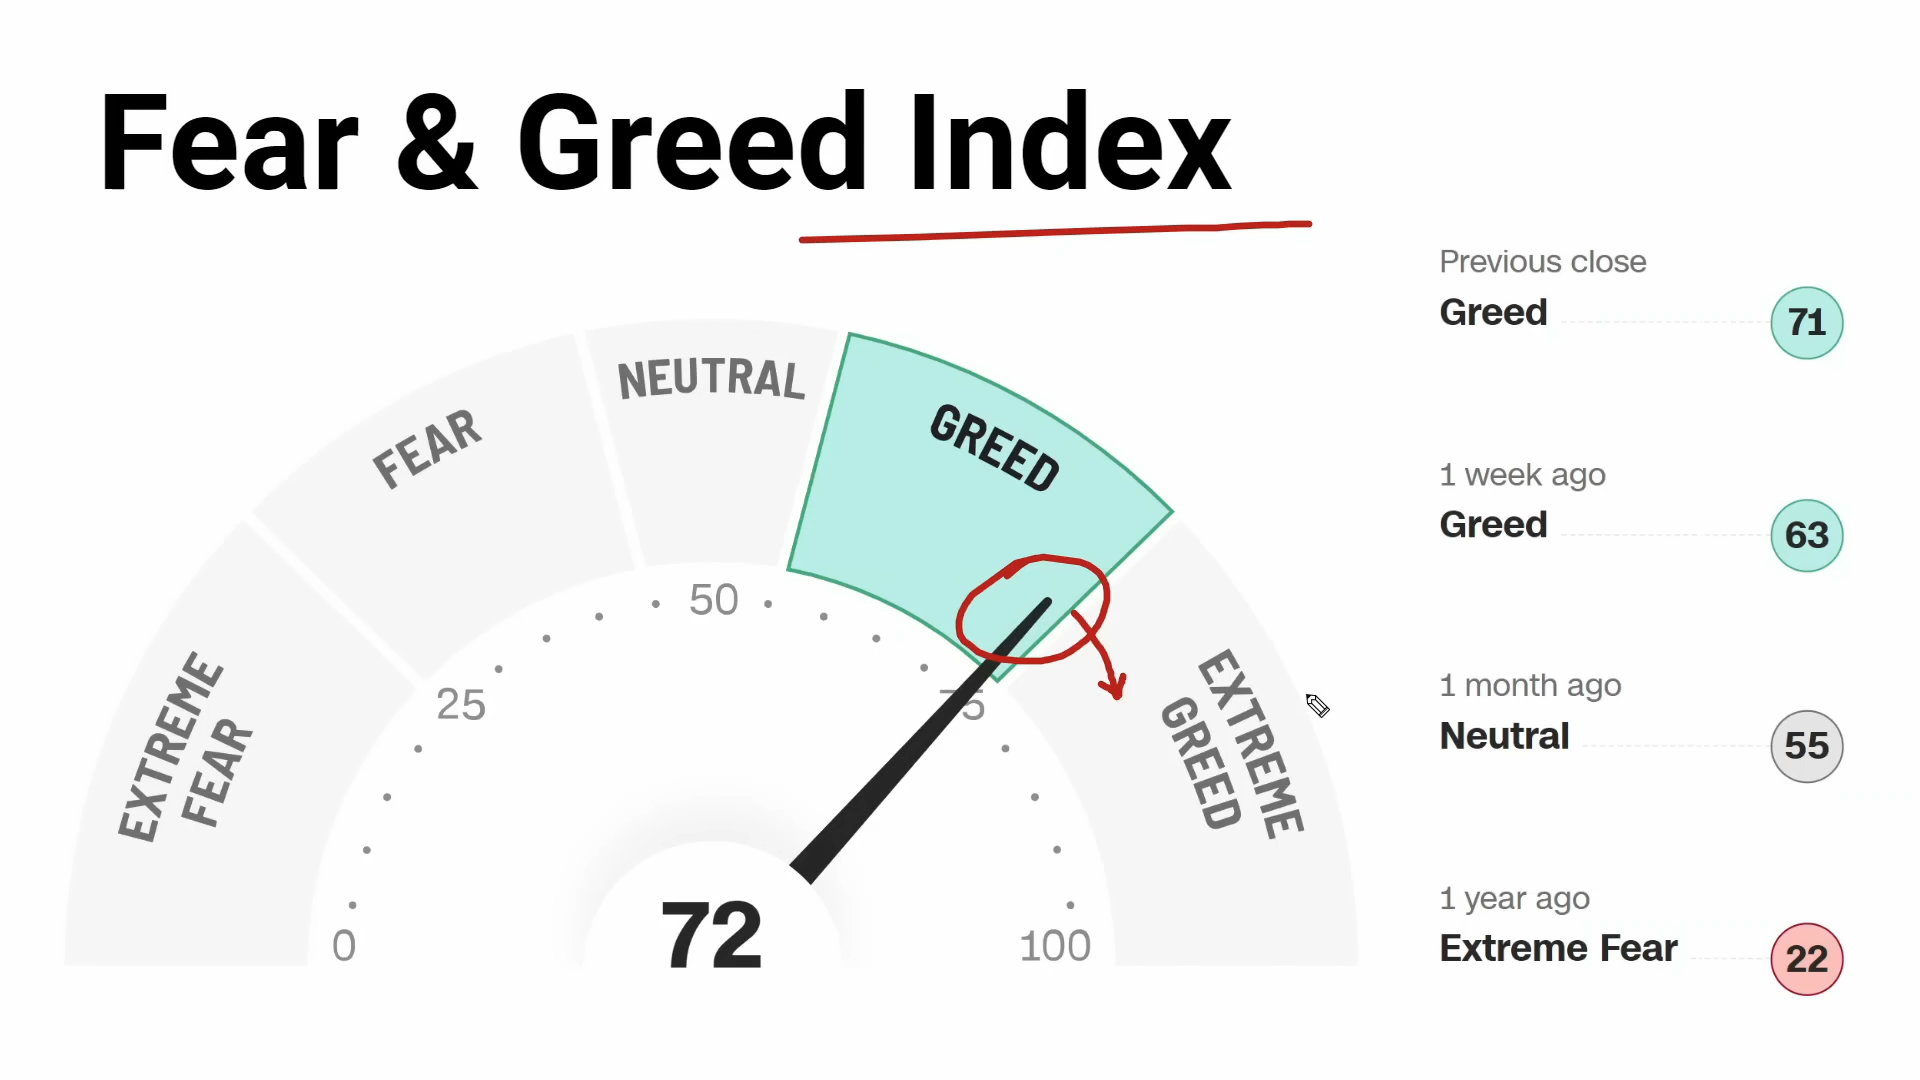 Fear & Greed Index
EXTREME
FEAR
FEAR
NEUTRAL
GREED
EXTREME
GREED
0
25
50
100
72
Previous close
Greed 71
1 week ago
Greed 63
1 month ago
Neutral 55
1 year ago
Extreme Fear 22